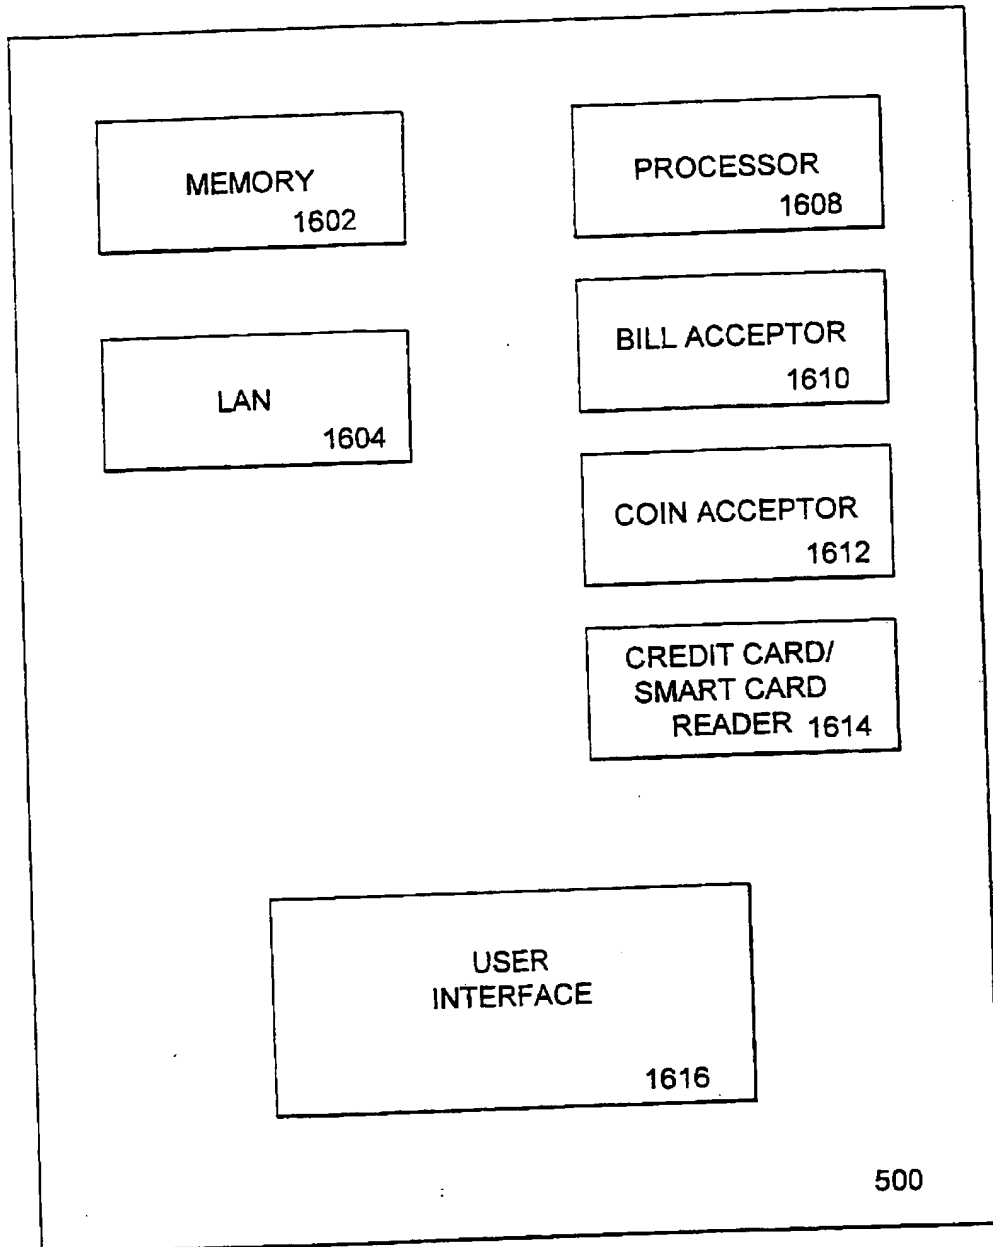 MEMORY
1602
PROCESSOR
1608
LAN
1604
BILL ACCEPTOR
1610
COIN ACCEPTOR
1612
CREDIT CARD/
SMART CARD
READER 1614
USER
INTERFACE
1616
500